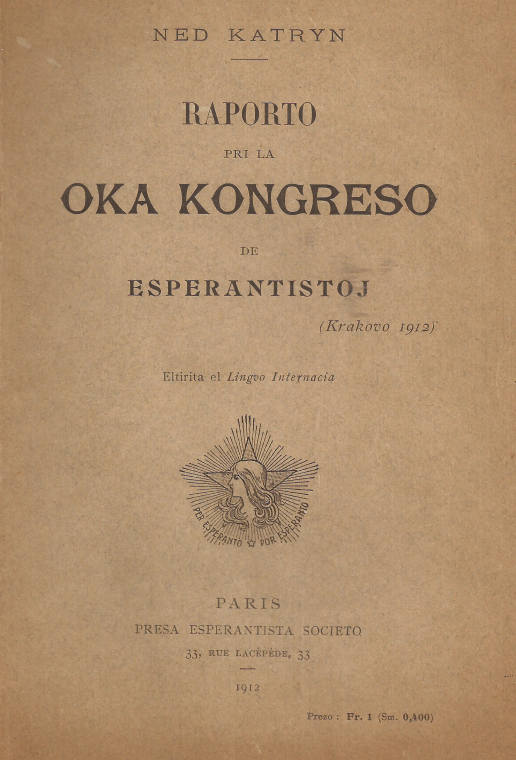 NED KATRYN
RAPORTO
PRI LA
OKA KONGRESO
DE
ESPERANTISTOJ
(Krakovo 1912)
Eltirita el Lingvo Internacia
PER ESPERANTO ☆ POR ESPERANTO
PARIS
PRESA ESPERANTISTA SOCIETO
33, RUE LACÉPÈDE, 33
1912
Prezo : Fr. 1 (Sm. 0,400)